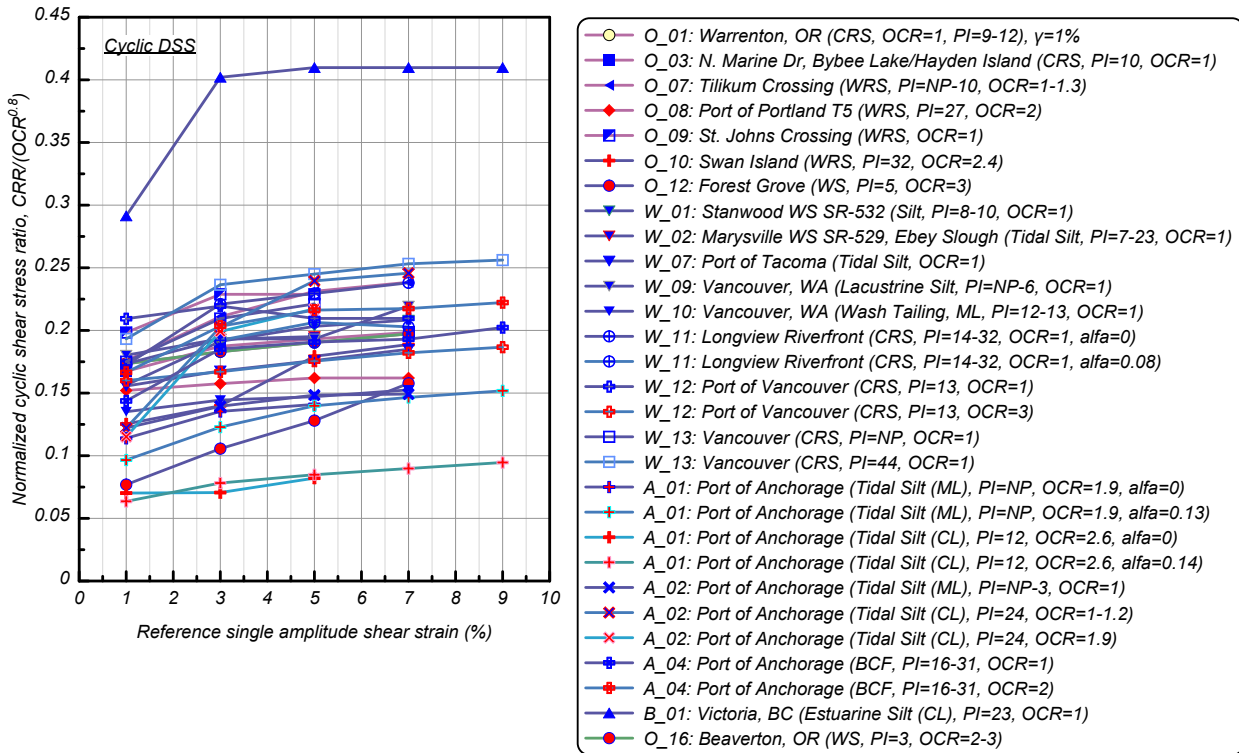 Cyclic DSS
Normalized cyclic shear stress ratio, CRR/(OCR^0.8)
0.45
0.4
0.35
0.3
0.25
0.2
0.15
0.1
0.05
0
0 1 2 3 4 5 6 7 8 9 10
Reference single amplitude shear strain (%)
O_01: Warrenton, OR (CRS, OCR=1, PI=9-12), γ=1%
O_03: N. Marine Dr, Bybee Lake/Hayden Island (CRS, PI=10, OCR=1)
O_07: Tilikum Crossing (WRS, PI=NP-10, OCR=1-1.3)
O_08: Port of Portland T5 (WRS, PI=27, OCR=2)
O_09: St. Johns Crossing (WRS, OCR=1)
O_10: Swan Island (WRS, PI=32, OCR=2.4)
O_12: Forest Grove (WS, PI=5, OCR=3)
W_01: Stanwood WS SR-532 (Silt, PI=8-10, OCR=1)
W_02: Marysville WS SR-529, Ebey Slough (Tidal Silt, PI=7-23, OCR=1)
W_07: Port of Tacoma (Tidal Silt, OCR=1)
W_09: Vancouver, WA (Lacustrine Silt, PI=NP-6, OCR=1)
W_10: Vancouver, WA (Wash Tailing, ML, PI=12-13, OCR=1)
W_11: Longview Riverfront (CRS, PI=14-32, OCR=1, alfa=0)
W_11: Longview Riverfront (CRS, PI=14-32, OCR=1, alfa=0.08)
W_12: Port of Vancouver (CRS, PI=13, OCR=1)
W_12: Port of Vancouver (CRS, PI=13, OCR=3)
W_13: Vancouver (CRS, PI=NP, OCR=1)
W_13: Vancouver (CRS, PI=44, OCR=1)
A_01: Port of Anchorage (Tidal Silt (ML), PI=NP, OCR=1.9, alfa=0)
A_01: Port of Anchorage (Tidal Silt (ML), PI=NP, OCR=1.9, alfa=0.13)
A_01: Port of Anchorage (Tidal Silt (CL), PI=12, OCR=2.6, alfa=0)
A_01: Port of Anchorage (Tidal Silt (CL), PI=12, OCR=2.6, alfa=0.14)
A_02: Port of Anchorage (Tidal Silt (ML), PI=NP-3, OCR=1)
A_02: Port of Anchorage (Tidal Silt (CL), PI=24, OCR=1-1.2)
A_02: Port of Anchorage (Tidal Silt (CL), PI=24, OCR=1.9)
A_04: Port of Anchorage (BCF, PI=16-31, OCR=1)
A_04: Port of Anchorage (BCF, PI=16-31, OCR=2)
B_01: Victoria, BC (Estuarine Silt (CL), PI=23, OCR=1)
O_16: Beaverton, OR (WS, PI=3, OCR=2-3)